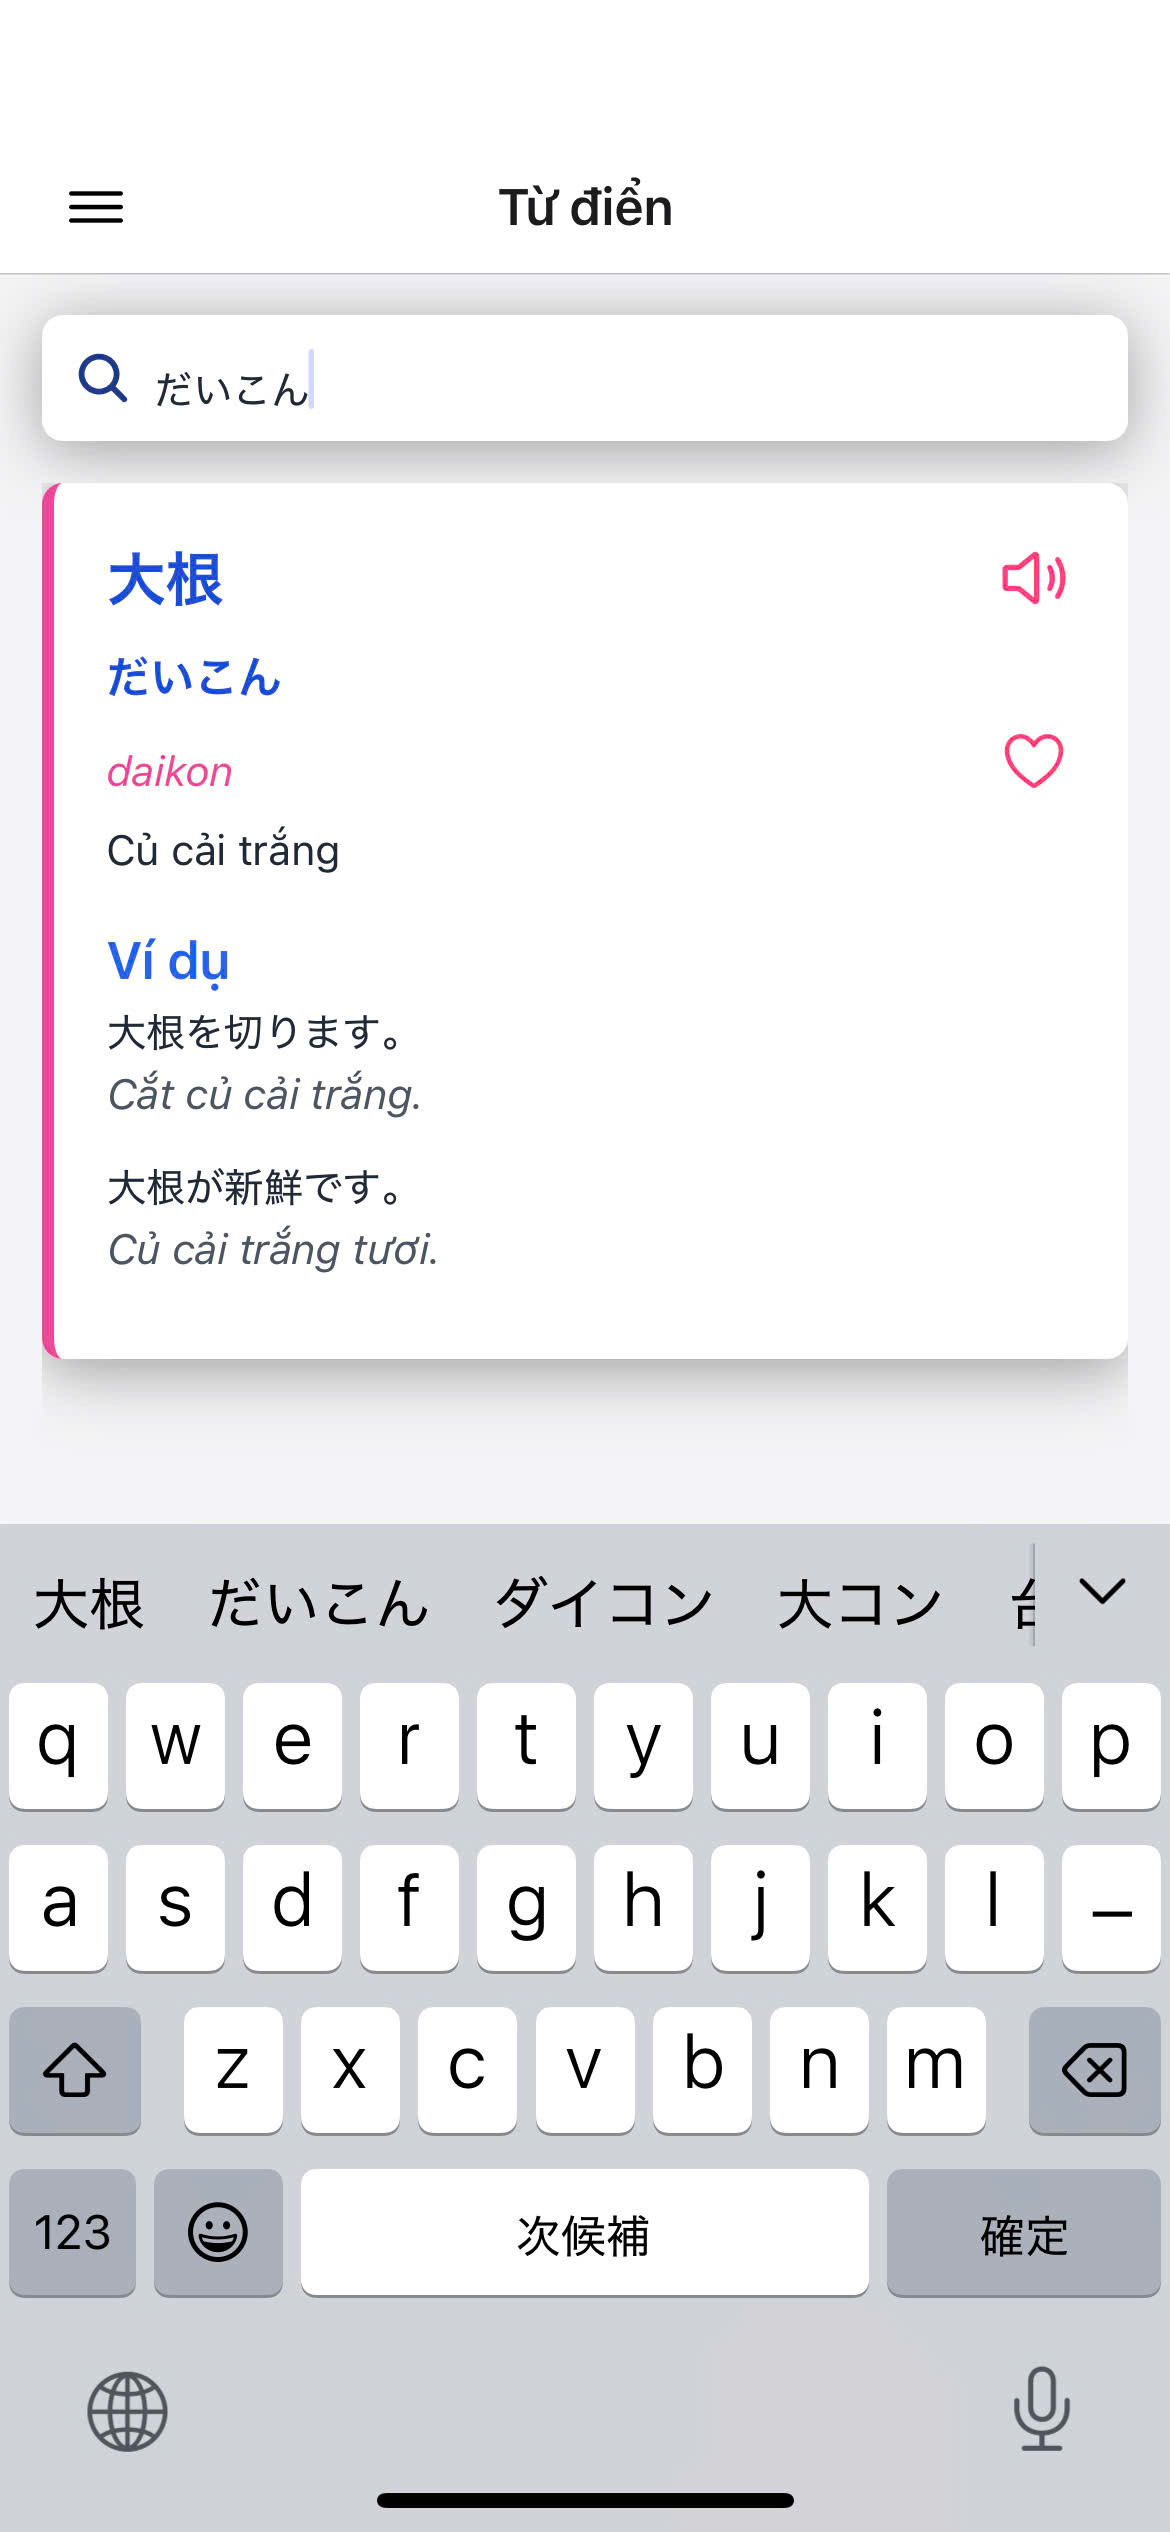 Từ điển
だいこん
大根
だいこん
daikon
Củ cải trắng
Ví dụ
大根を切ります。
Cắt củ cải trắng.
大根が新鮮です。
Củ cải trắng tươi.
大根 だいこん ダイコン 大コン
q w e r t y u i o p
a s d f g h j k l _
z x c v b n m
123 次候補 確定